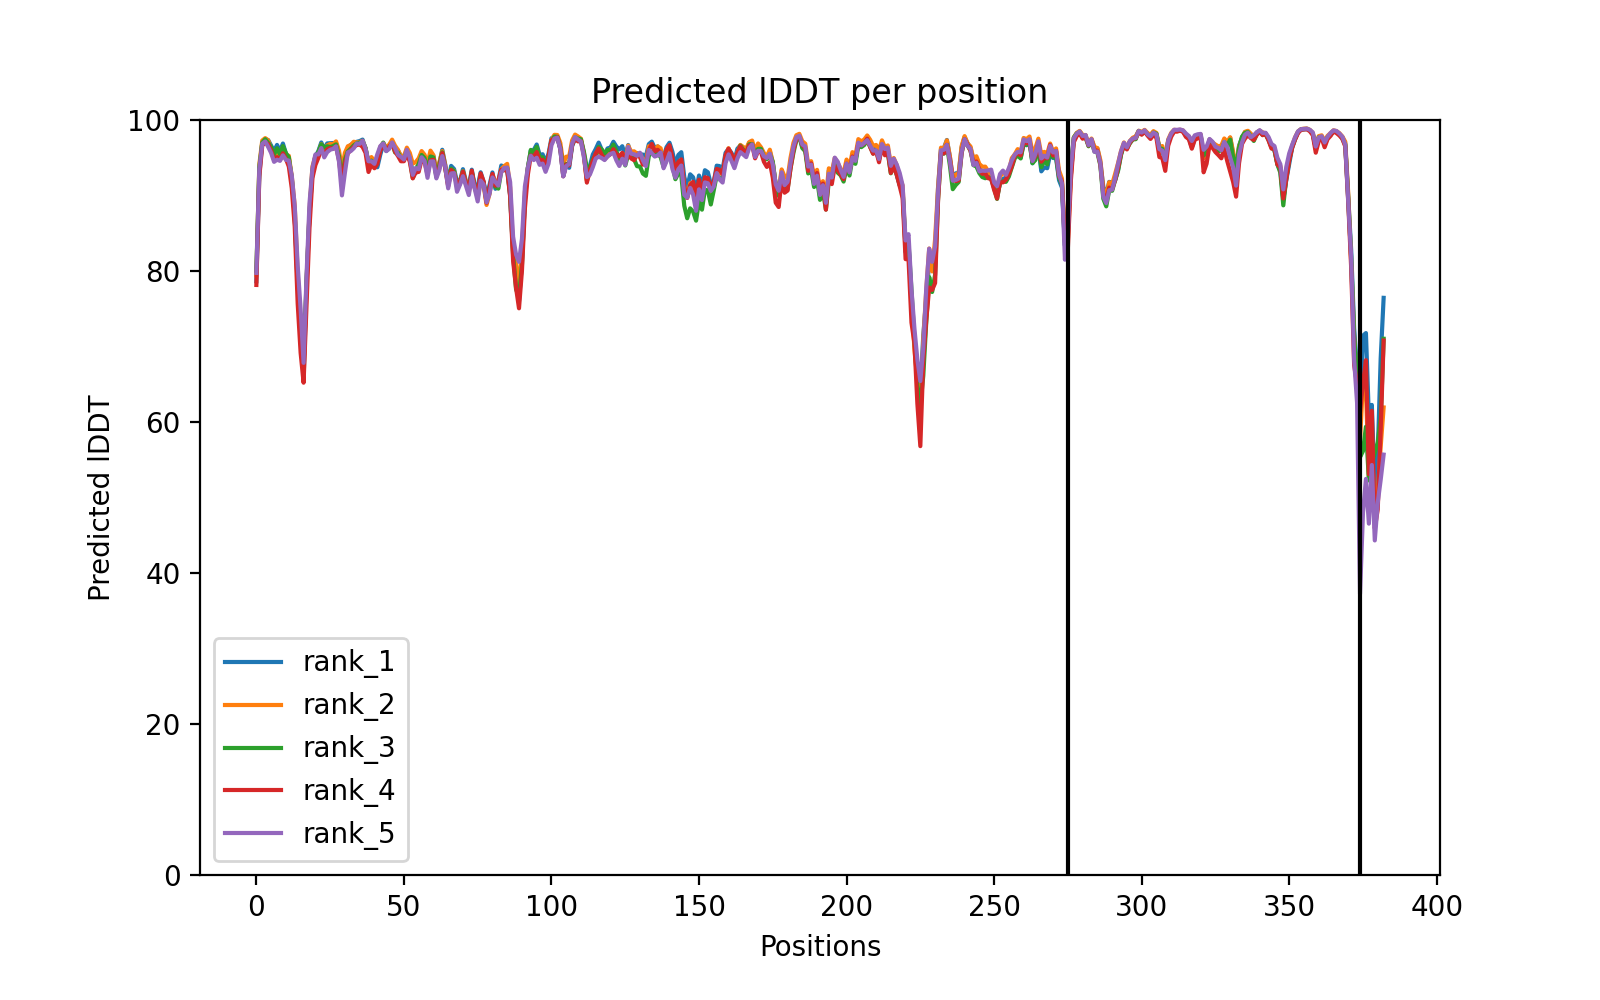 Predicted lDDT per position
100
80
60
40
20
0
Predicted lDDT
rank_1
rank_2
rank_3
rank_4
rank_5
0 50 100 150 200 250 300 350 400
Positions